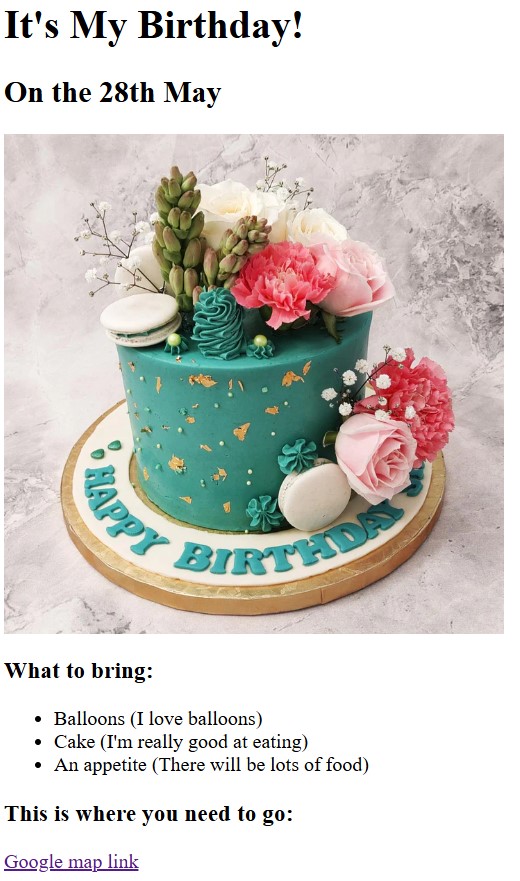 It's My Birthday!
On the 28th May
HAPPY BIRTHDAY
What to bring:
Balloons (I love balloons)
Cake (I'm really good at eating)
An appetite (There will be lots of food)
This is where you need to go:
Google map link